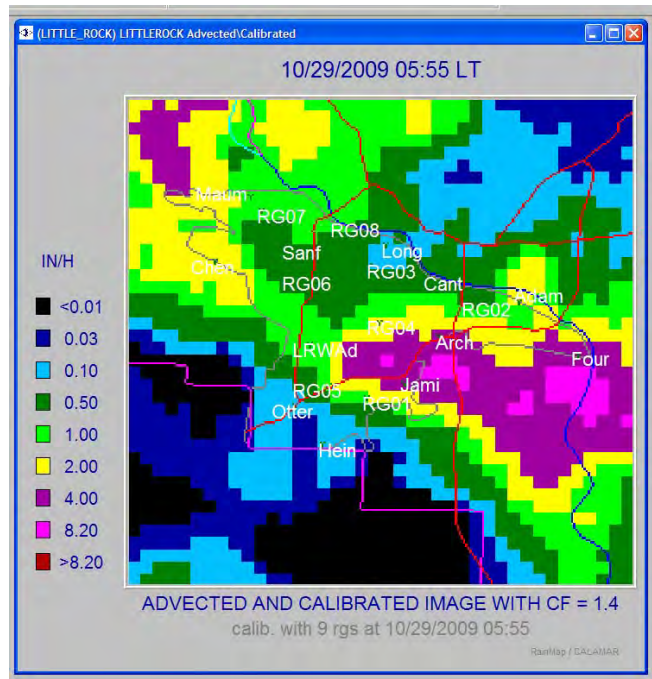 (LITTLE_ROCK) LITTLEROCK Advected\Calibrated
10/29/2009 05:55 LT
Maum
RG07
RG08
Sanf
Long
Chen
RG03
RG06
Cant
Adam
RG02
RG04
Arch
LRWAd
Four
Jami
RG05
RG01
Otter
Hein
IN/H
<0.01
0.03
0.10
0.50
1.00
2.00
4.00
8.20
>8.20
ADVECTED AND CALIBRATED IMAGE WITH CF = 1.4
calib. with 9 rgs at 10/29/2009 05:55
RainMap / CALAMAR